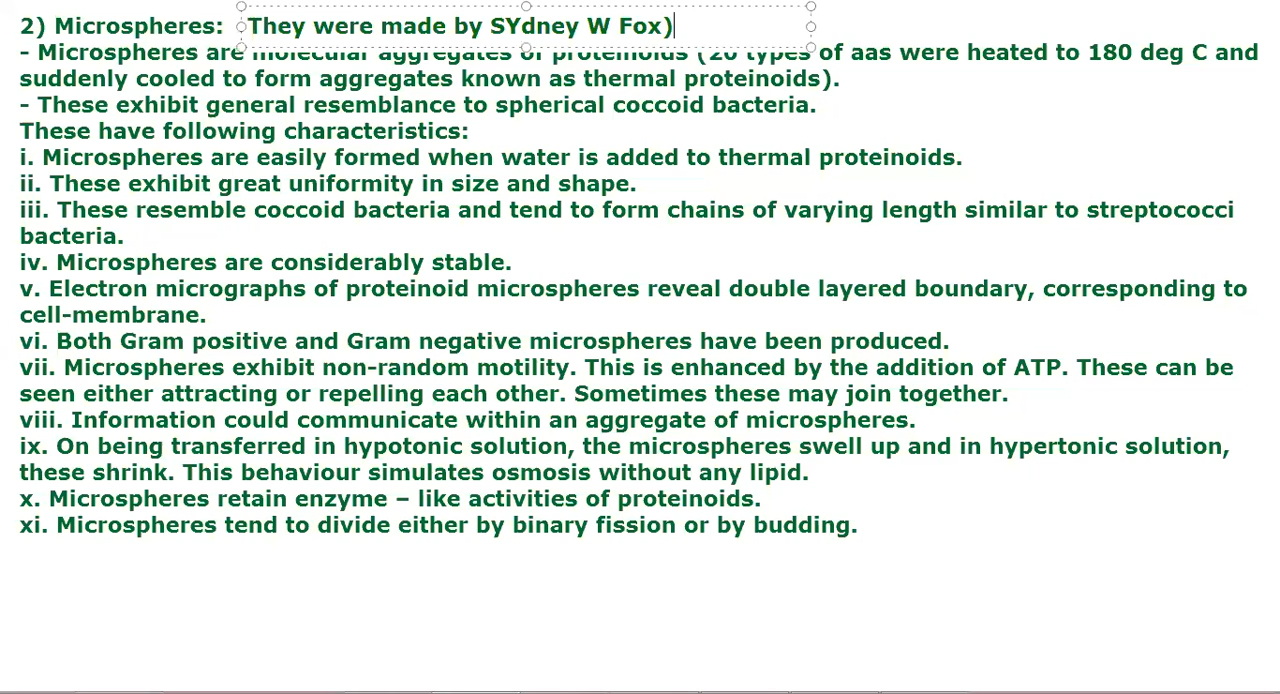 2) Microspheres: They were made by SYdney W Fox)
- Microspheres are molecular aggregates of proteinoids (20 types of aas were heated to 180 deg C and
suddenly cooled to form aggregates known as thermal proteinoids).
- These exhibit general resemblance to spherical coccoid bacteria.
These have following characteristics:
i. Microspheres are easily formed when water is added to thermal proteinoids.
ii. These exhibit great uniformity in size and shape.
iii. These resemble coccoid bacteria and tend to form chains of varying length similar to streptococci
bacteria.
iv. Microspheres are considerably stable.
v. Electron micrographs of proteinoid microspheres reveal double layered boundary, corresponding to
cell-membrane.
vi. Both Gram positive and Gram negative microspheres have been produced.
vii. Microspheres exhibit non-random motility. This is enhanced by the addition of ATP. These can be
seen either attracting or repelling each other. Sometimes these may join together.
viii. Information could communicate within an aggregate of microspheres.
ix. On being transferred in hypotonic solution, the microspheres swell up and in hypertonic solution,
these shrink. This behaviour simulates osmosis without any lipid.
x. Microspheres retain enzyme – like activities of proteinoids.
xi. Microspheres tend to divide either by binary fission or by budding.